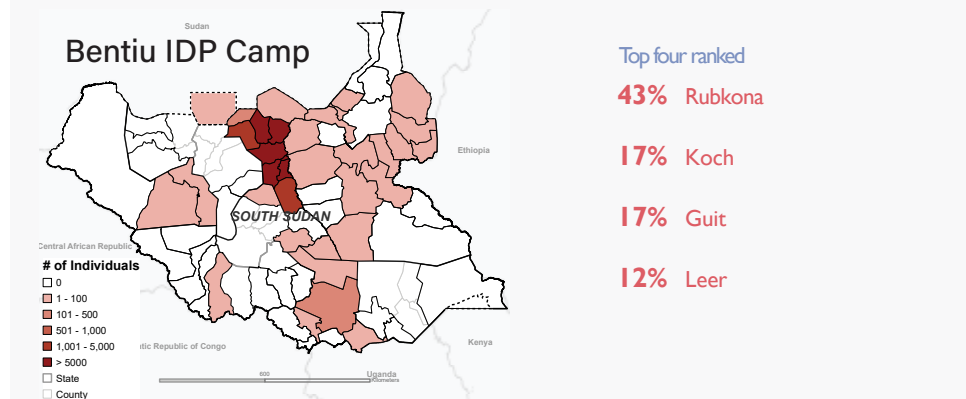 Sudan
Bentiu IDP Camp
Ethiopia
SOUTH SUDAN
Central African Republic
# of Individuals
0
1 - 100
101 - 500
501 - 1,000
1,001 - 5,000
> 5000
State
County
tic Republic of Congo
Kenya
Uganda
600
Kilometers
Top four ranked
43% Rubkona
17% Koch
17% Guit
12% Leer